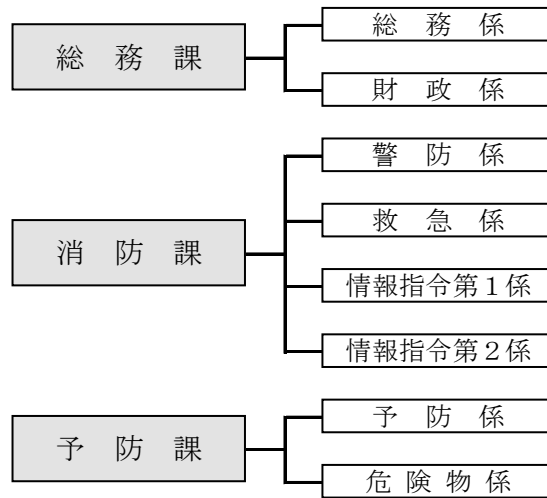 総務課
総務係
財政係
消防課
警防係
救急係
情報指令第１係
情報指令第２係
予防課
予防係
危険物係